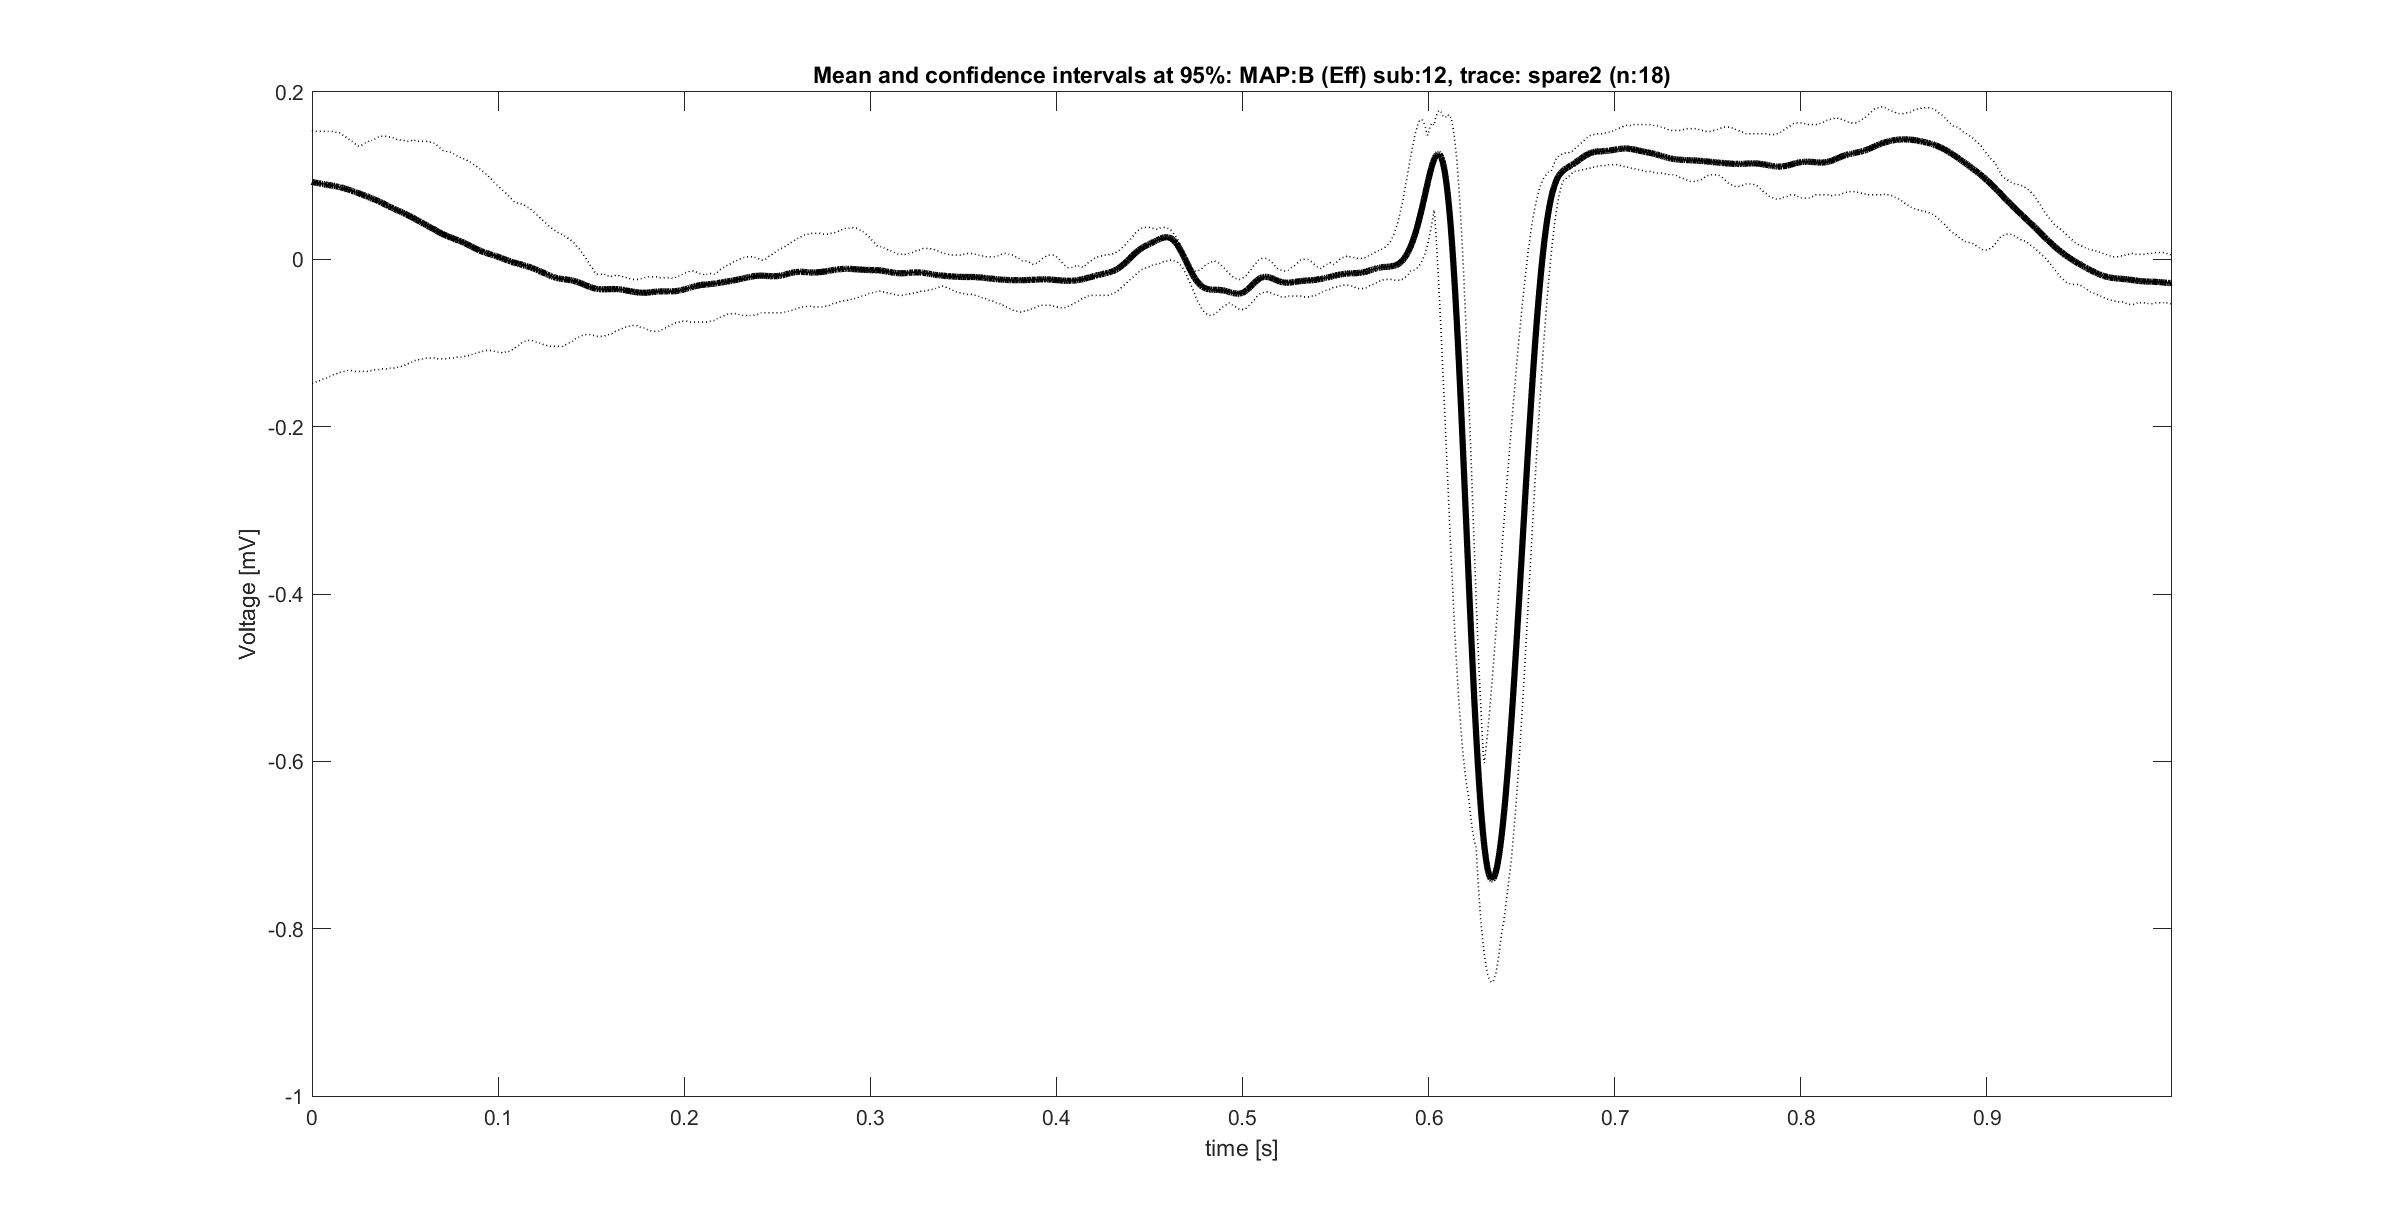 Mean and confidence intervals at 95%: MAP:B (Eff) sub:12, trace: spare2 (n:18)
0.2
0
-0.2
-0.4
-0.6
-0.8
-1
Voltage [mV]
0 0.1 0.2 0.3 0.4 0.5 0.6 0.7 0.8 0.9
time [s]